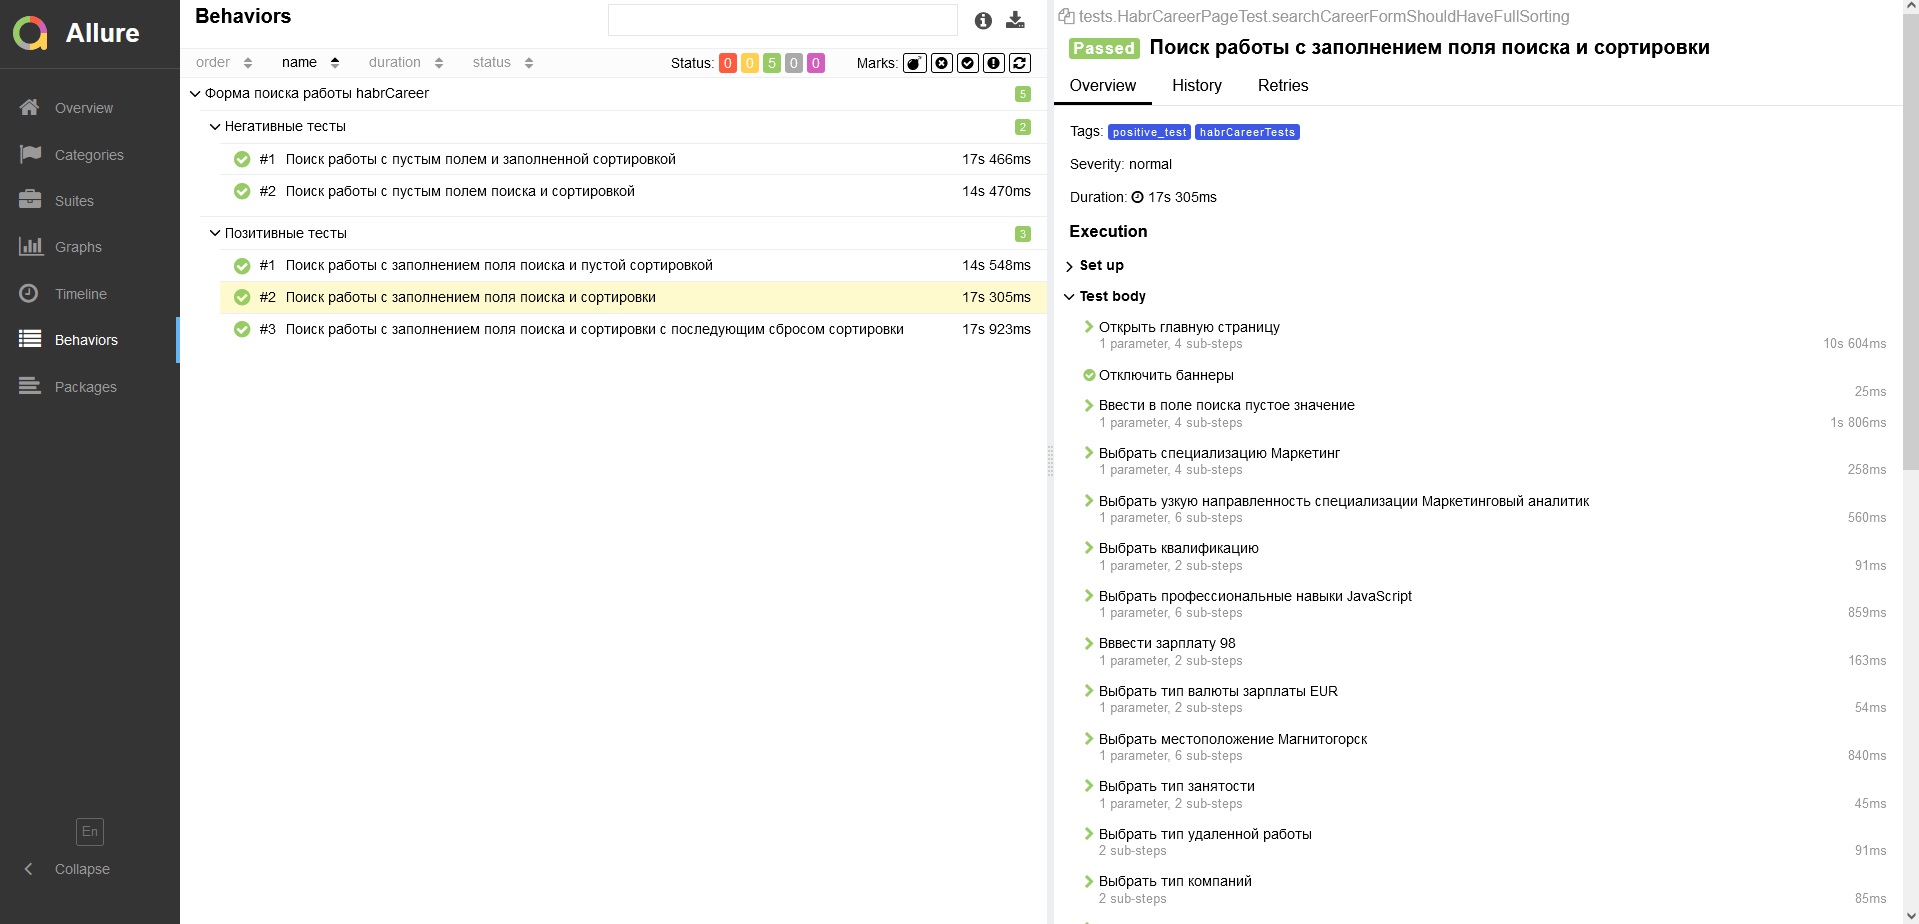 Allure
Overview
Categories
Suites
Graphs
Timeline
Behaviors
Packages
En
Collapse
Behaviors
order name duration status Status: 0 0 5 0 0 Marks:
Форма поиска работы habrCareer 5
Негативные тесты 2
#1 Поиск работы с пустым полем и заполненной сортировкой 17s 466ms
#2 Поиск работы с пустым полем поиска и сортировкой 14s 470ms
Позитивные тесты 3
#1 Поиск работы с заполнением поля поиска и пустой сортировкой 14s 548ms
#2 Поиск работы с заполнением поля поиска и сортировки 17s 305ms
#3 Поиск работы с заполнением поля поиска и сортировки с последующим сбросом сортировки 17s 923ms
tests.HabrCareerPageTest.searchCareerFormShouldHaveFullSorting
Passed Поиск работы с заполнением поля поиска и сортировки
Overview History Retries
Tags: positive_test habrCareerTests
Severity: normal
Duration: 17s 305ms
Execution
Set up
Test body
Открыть главную страницу
1 parameter, 4 sub-steps 10s 604ms
Отключить баннеры
25ms
Ввести в поле поиска пустое значение
1 parameter, 4 sub-steps 1s 806ms
Выбрать специализацию Маркетинг
1 parameter, 4 sub-steps 258ms
Выбрать узкую направленность специализации Маркетинговый аналитик
1 parameter, 6 sub-steps 560ms
Выбрать квалификацию
1 parameter, 2 sub-steps 91ms
Выбрать профессиональные навыки JavaScript
1 parameter, 6 sub-steps 859ms
Вввести зарплату 98
1 parameter, 2 sub-steps 163ms
Выбрать тип валюты зарплаты EUR
1 parameter, 2 sub-steps 54ms
Выбрать местоположение Магнитогорск
1 parameter, 6 sub-steps 840ms
Выбрать тип занятости
1 parameter, 2 sub-steps 45ms
Выбрать тип удаленной работы
2 sub-steps 91ms
Выбрать тип компаний
2 sub-steps 85ms